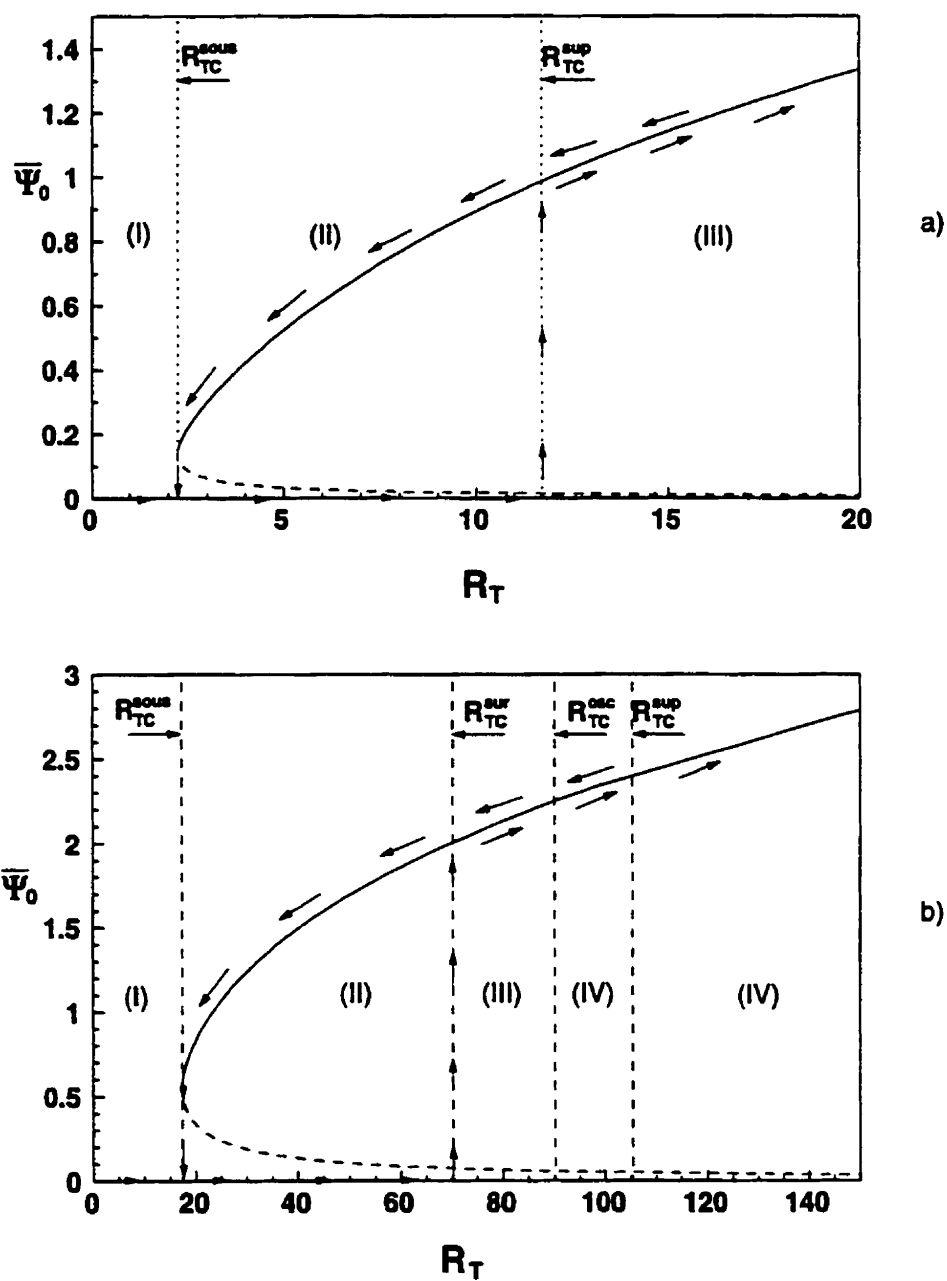 1.4
1.2
1
0.8
0.6
0.4
0.2
0
Ψ̅₀
R_TC^sous
R_TC^sup
(I)
(II)
(III)
a)
0 5 10 15 20
R_T
3
2.5
2
1.5
1
0.5
0
Ψ̅₀
R_TC^sous
R_TC^sur
R_TC^osc
R_TC^sup
(I)
(II)
(III)
(IV)
(IV)
b)
0 20 40 60 80 100 120 140
R_T